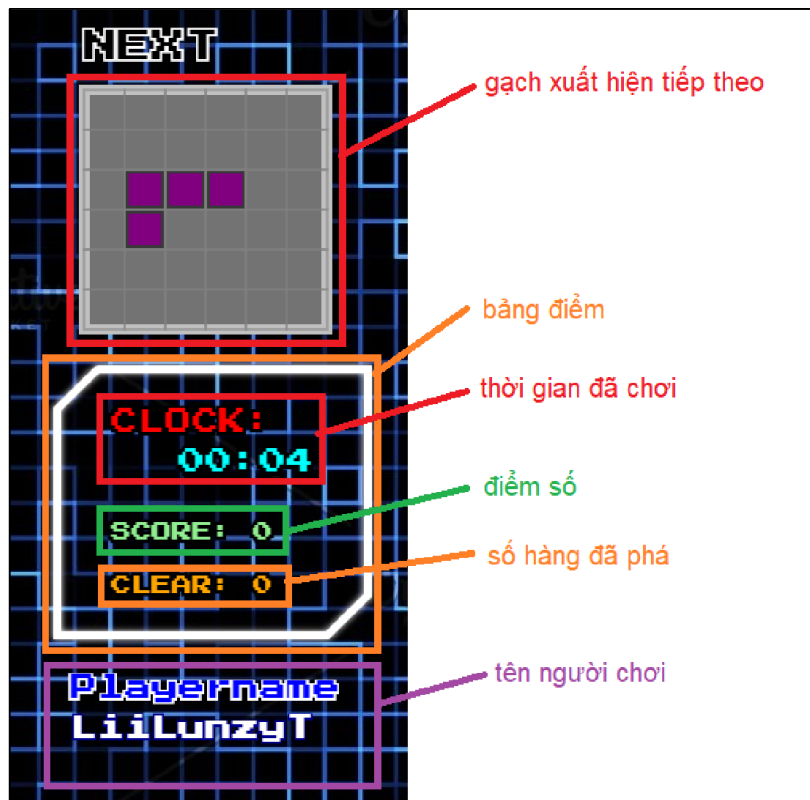 NEXT
gạch xuất hiện tiếp theo
bảng điểm
thời gian đã chơi
CLOCK:
00:04
điểm số
SCORE: 0
số hàng đã phá
CLEAR: 0
tên người chơi
Playername
LiiLunzyT